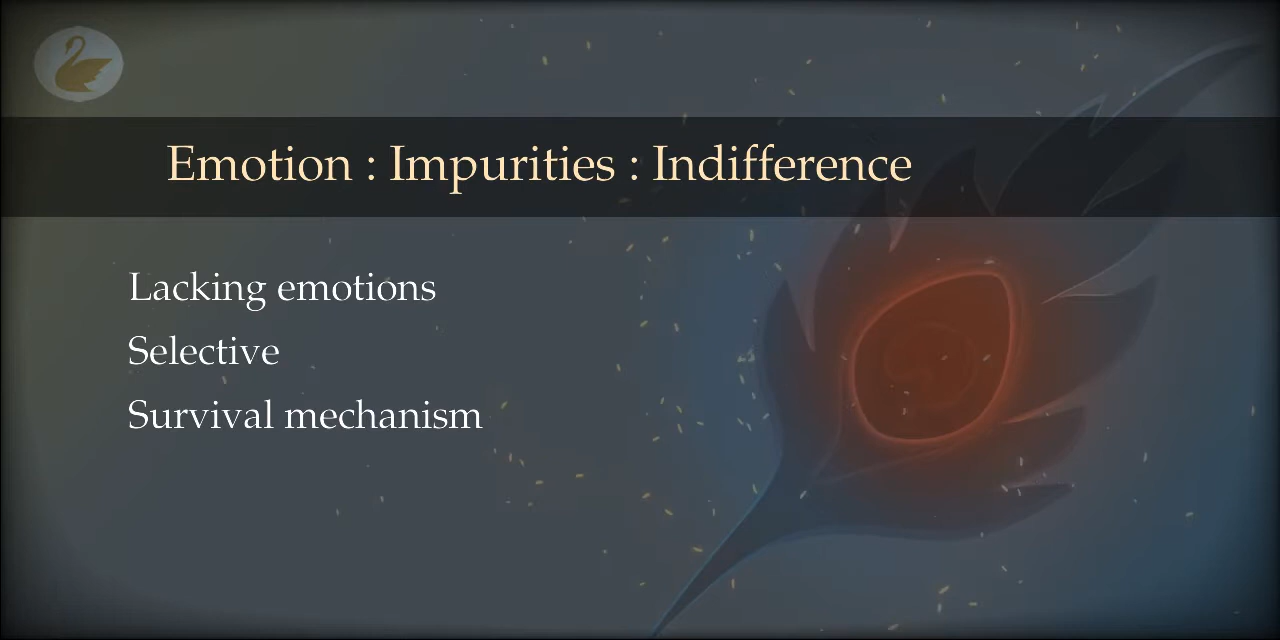 Emotion : Impurities : Indifference
Lacking emotions
Selective
Survival mechanism